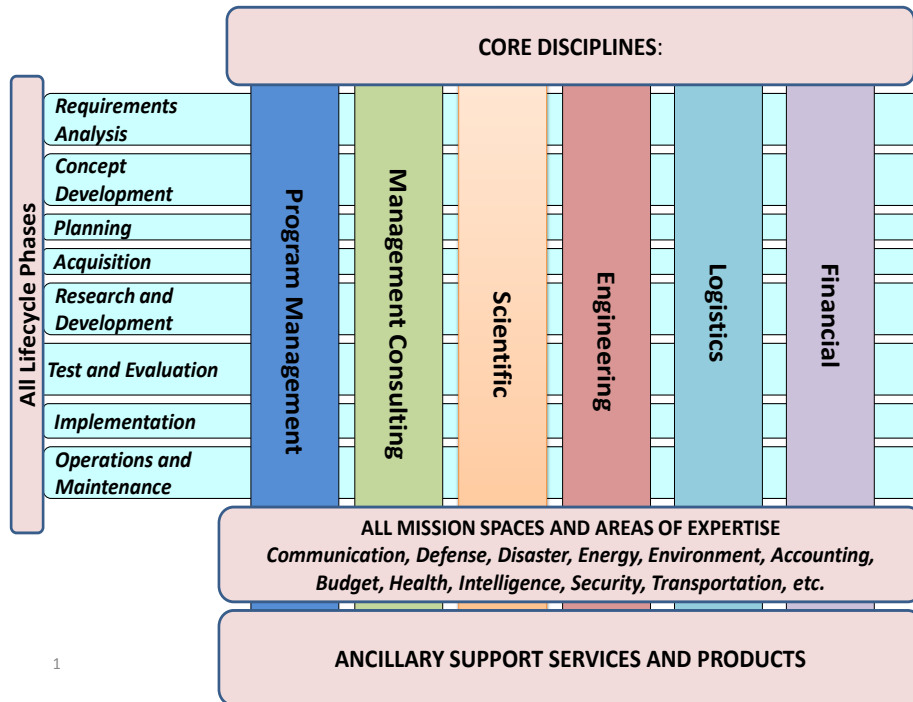 CORE DISCIPLINES:
All Lifecycle Phases
Requirements
Analysis
Concept
Development
Planning
Acquisition
Research and
Development
Test and Evaluation
Implementation
Operations and
Maintenance
Program Management
Management Consulting
Scientific
Engineering
Logistics
Financial
ALL MISSION SPACES AND AREAS OF EXPERTISE
Communication, Defense, Disaster, Energy, Environment, Accounting,
Budget, Health, Intelligence, Security, Transportation, etc.
ANCILLARY SUPPORT SERVICES AND PRODUCTS
1